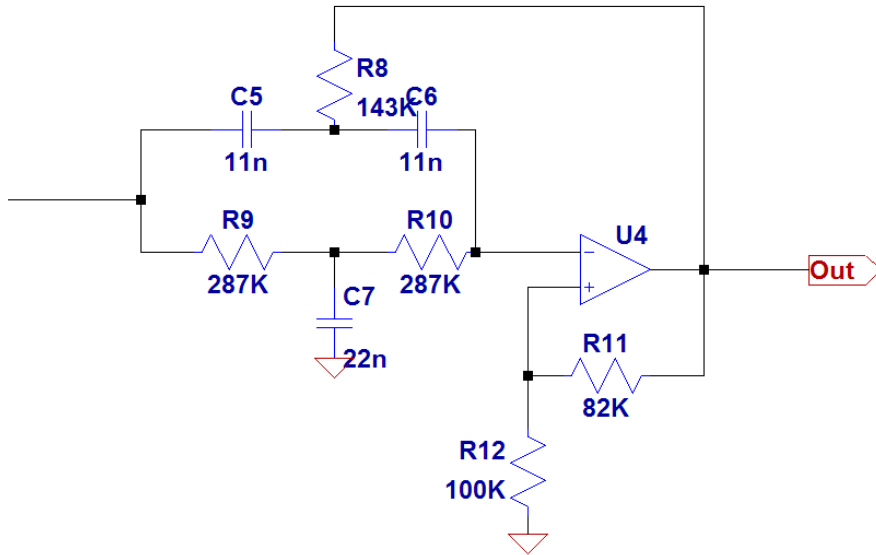 R8
143K
C5
C6
11n
11n
R9
R10
287K
287K
C7
22n
U4
Out
R11
82K
R12
100K